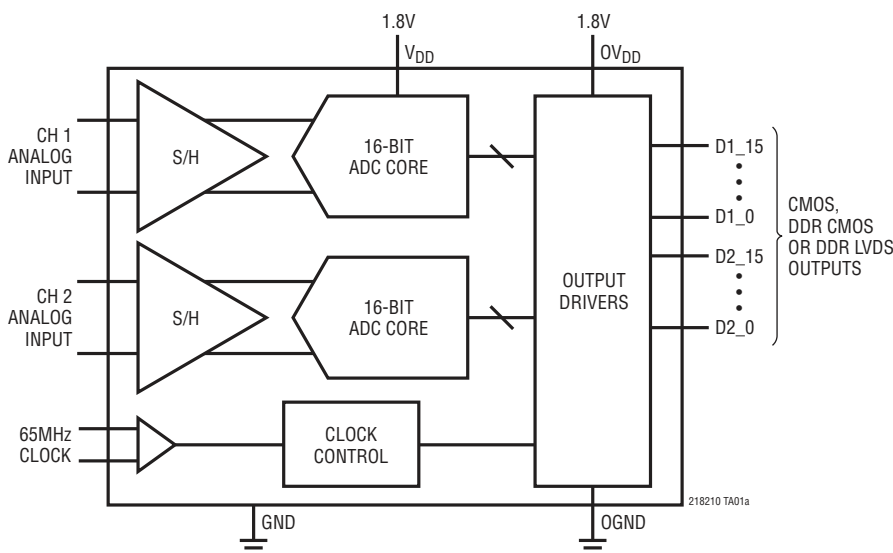 1.8V
1.8V
VDD
OVDD
CH 1
ANALOG
INPUT
S/H
16-BIT
ADC CORE
D1_15
D1_0
CH 2
ANALOG
INPUT
S/H
16-BIT
ADC CORE
OUTPUT
DRIVERS
D2_15
D2_0
CMOS,
DDR CMOS
OR DDR LVDS
OUTPUTS
65MHz
CLOCK
CLOCK
CONTROL
218210 TA01a
GND
OGND